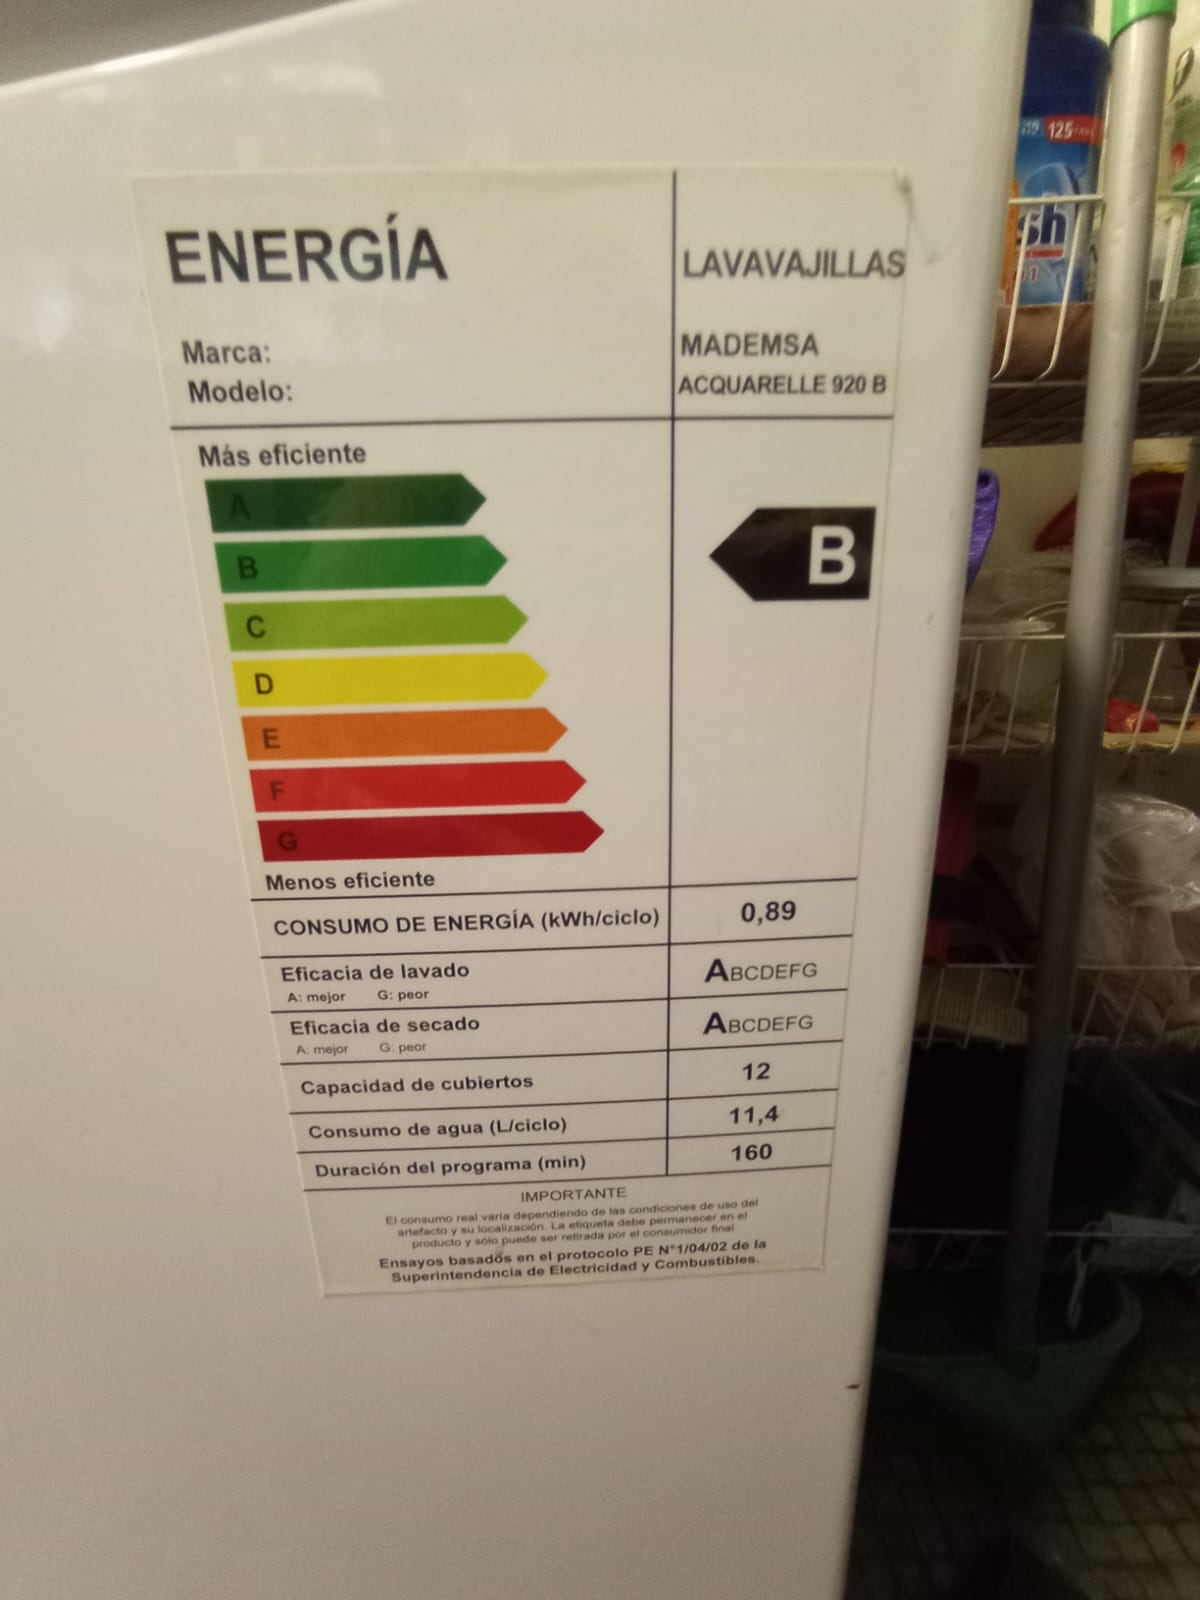 ENERGÍA
LAVAVAJILLAS
Marca:
MADEMSA
Modelo:
ACQUARELLE 920 B
Más eficiente
A
B
B
C
D
E
F
G
Menos eficiente
CONSUMO DE ENERGÍA (kWh/ciclo)
0,89
Eficacia de lavado
A: mejor G: peor
ABCDEFG
Eficacia de secado
A: mejor G: peor
ABCDEFG
Capacidad de cubiertos
12
Consumo de agua (L/ciclo)
11,4
Duración del programa (min)
160
IMPORTANTE
El consumo real varia dependiendo de las condiciones de uso del
artefacto y su localización. La etiqueta debe permanecer en el
producto y sólo puede ser retirada por el consumidor final.
Ensayos basados en el protocolo PE N°1/04/02 de la
Superintendencia de Electricidad y Combustibles.
125
sh